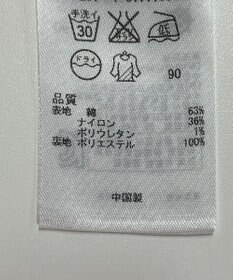 手洗イ
30
低
ドライ
90
品質
表地 綿 63%
ナイロン 36%
ポリウレタン 1%
裏地 ポリエステル 100%
中国製